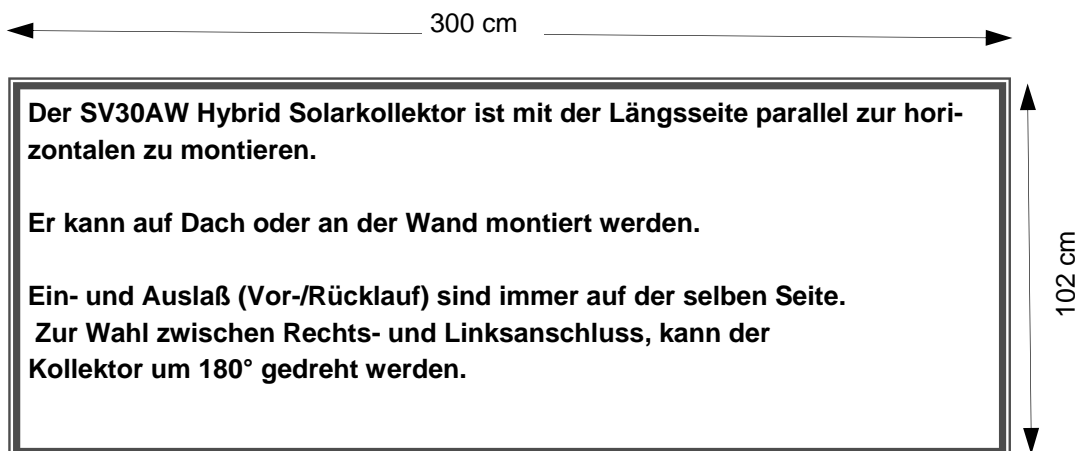 300 cm
Der SV30AW Hybrid Solarkollektor ist mit der Längsseite parallel zur hori-
zontalen zu montieren.
Er kann auf Dach oder an der Wand montiert werden.
Ein- und Auslaß (Vor-/Rücklauf) sind immer auf der selben Seite.
Zur Wahl zwischen Rechts- und Linksanschluss, kann der
Kollektor um 180° gedreht werden.
102 cm